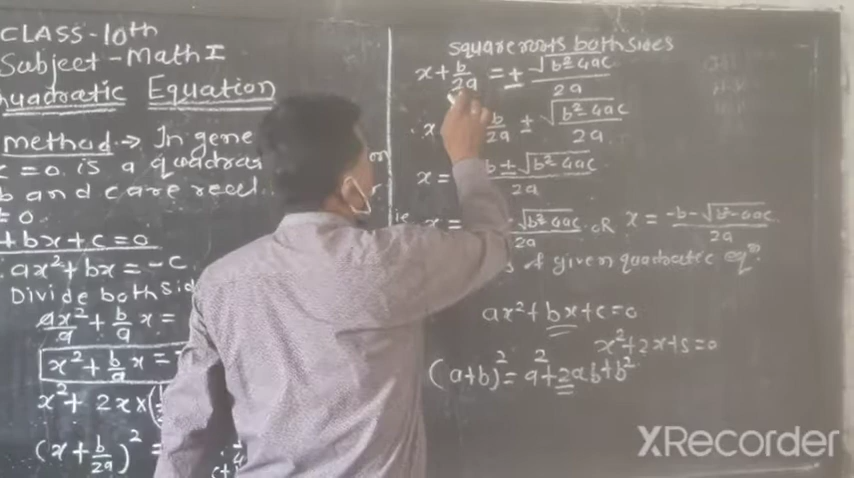 CLASS-10th
Subject-Math I
Quadratic Equation
method → In gene
c=0. is a quadra
b and c are real
≠ 0.
+bx+c=0
ax²+bx=-c
Divide both sid
ax²/a + b/a x =
x² + b/a x =
x² + 2x×(
(x+b/2a)² =
square roots both sides
x+b/2a = ± √b²-4ac/2a
x b/2a ± √b²-4ac/2a
x= b±√b²-4ac/2a
ie x= √b²-4ac/2a OR x= -b-√b²-4ac/2a
of given quadratic eqⁿ.
ax²+bx+c=0
x²+2x+5=0
(a+b)²=a²+2ab+b²
XRecorder